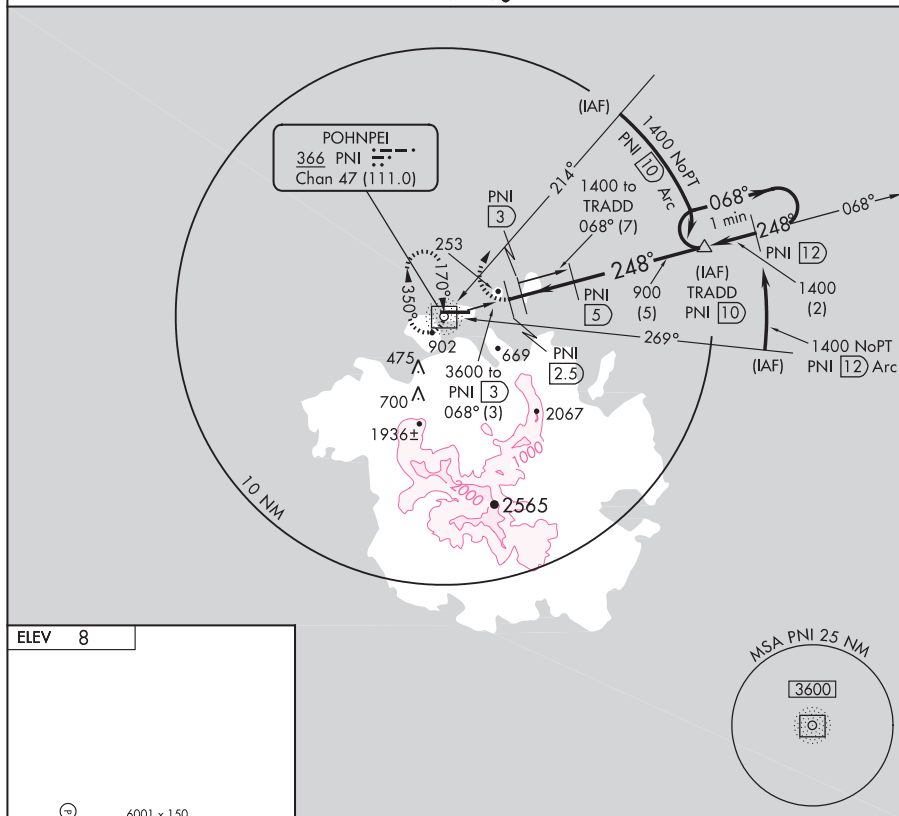 (IAF)
1400 NoPT
PNI 10 Arc
POHNPEI
366 PNI
Chan 47 (111.0)
214°
PNI
3
1400 to
TRADD
068° (7)
068°
1 min
068°
248°
PNI 12
253
248°
(IAF)
TRADD
PNI 10
170°
350°
PNI
5
900
(5)
1400
(2)
269°
1400 NoPT
PNI 12 Arc
(IAF)
902
669
PNI
2.5
475
3600 to
PNI 3
068° (3)
700
2067
1936±
1000
2000
2565
10 NM
ELEV 8
MSA PNI 25 NM
3600
P
6001 x 150